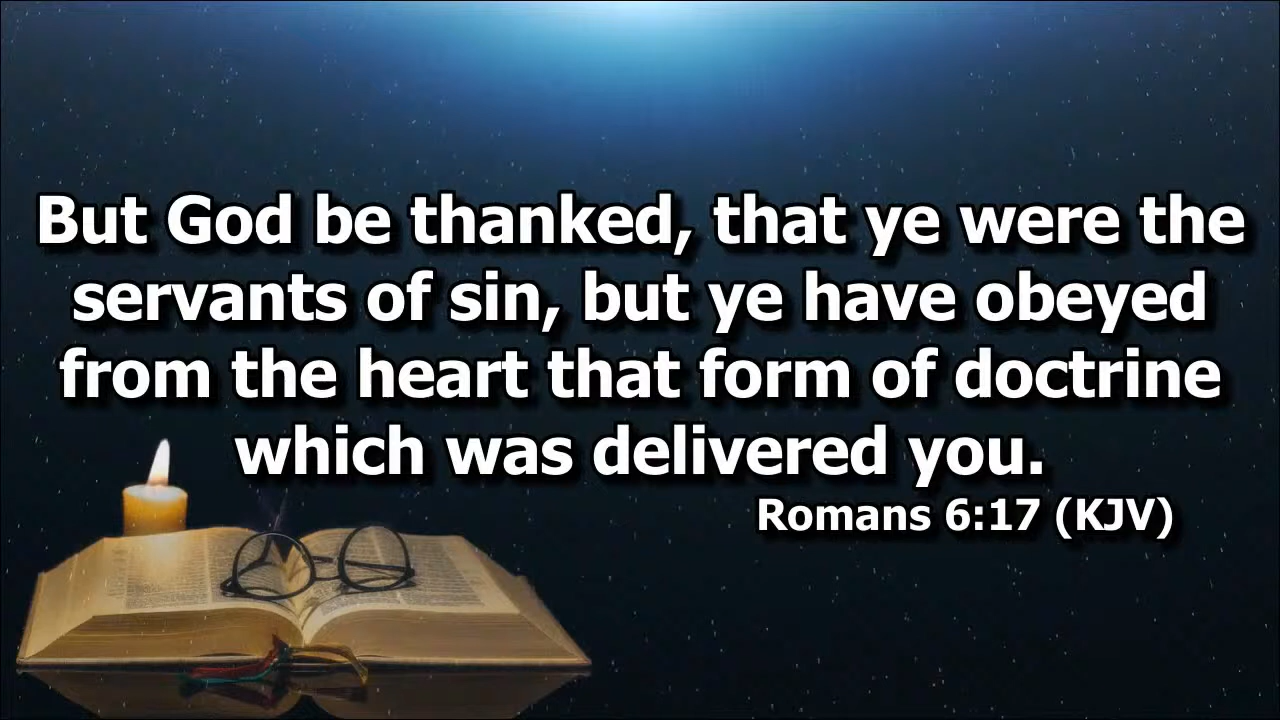 But God be thanked, that ye were the
servants of sin, but ye have obeyed
from the heart that form of doctrine
which was delivered you.
Romans 6:17 (KJV)